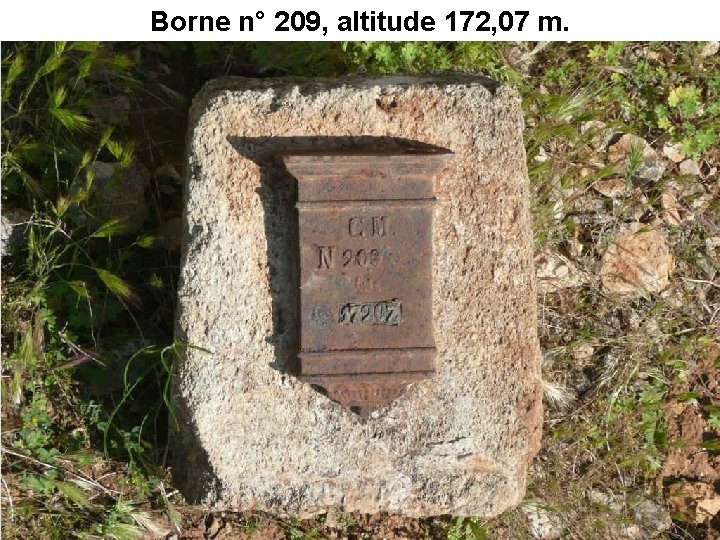 Borne n° 209, altitude 172,07 m.
C M.
N 209
17207